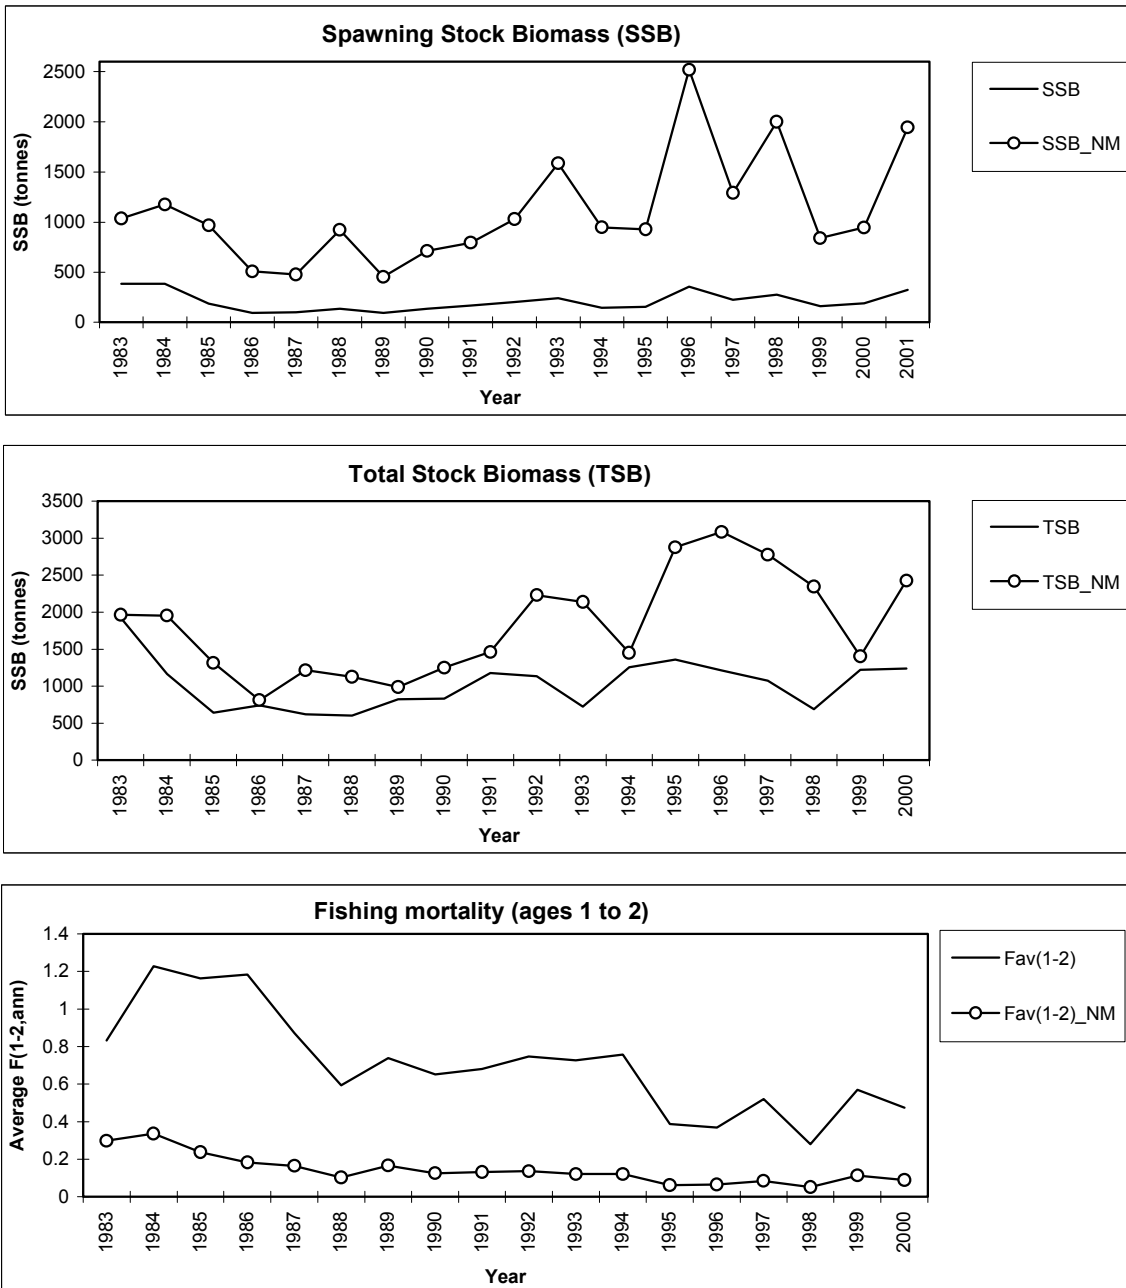 Spawning Stock Biomass (SSB)
2500
2000
1500
1000
500
0
SSB (tonnes)
1983 1984 1985 1986 1987 1988 1989 1990 1991 1992 1993 1994 1995 1996 1997 1998 1999 2000 2001
Year
SSB
SSB_NM
Total Stock Biomass (TSB)
3500
3000
2500
2000
1500
1000
500
0
SSB (tonnes)
1983 1984 1985 1986 1987 1988 1989 1990 1991 1992 1993 1994 1995 1996 1997 1998 1999 2000
Year
TSB
TSB_NM
Fishing mortality (ages 1 to 2)
1.4
1.2
1
0.8
0.6
0.4
0.2
0
Average F(1-2,ann)
1983 1984 1985 1986 1987 1988 1989 1990 1991 1992 1993 1994 1995 1996 1997 1998 1999 2000
Year
Fav(1-2)
Fav(1-2)_NM